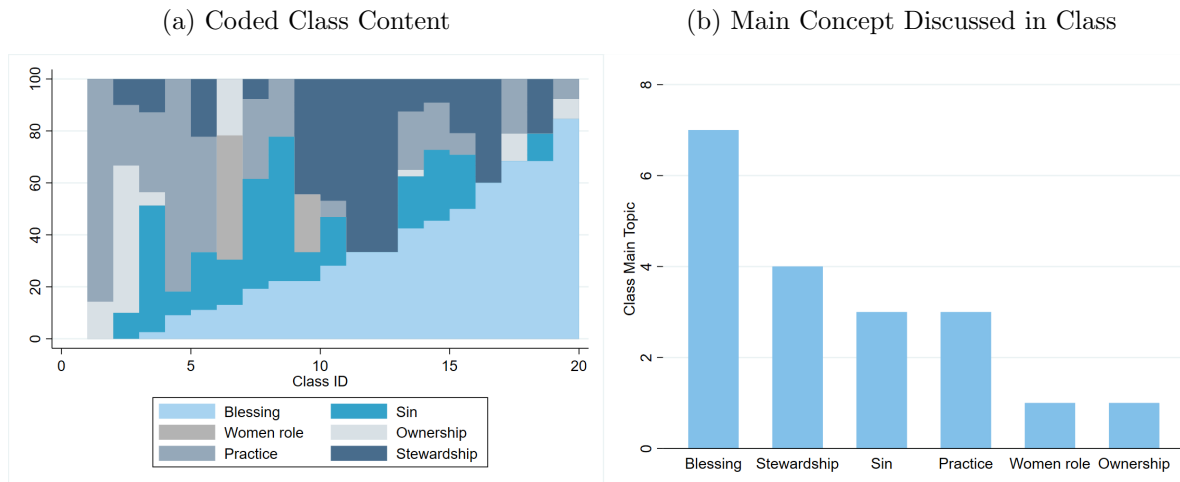 (a) Coded Class Content
100
80
60
40
20
0
0 5 10 15 20
Class ID
Blessing Sin
Women role Ownership
Practice Stewardship
(b) Main Concept Discussed in Class
8
6
4
2
0
Class Main Topic
Blessing Stewardship Sin Practice Women role Ownership